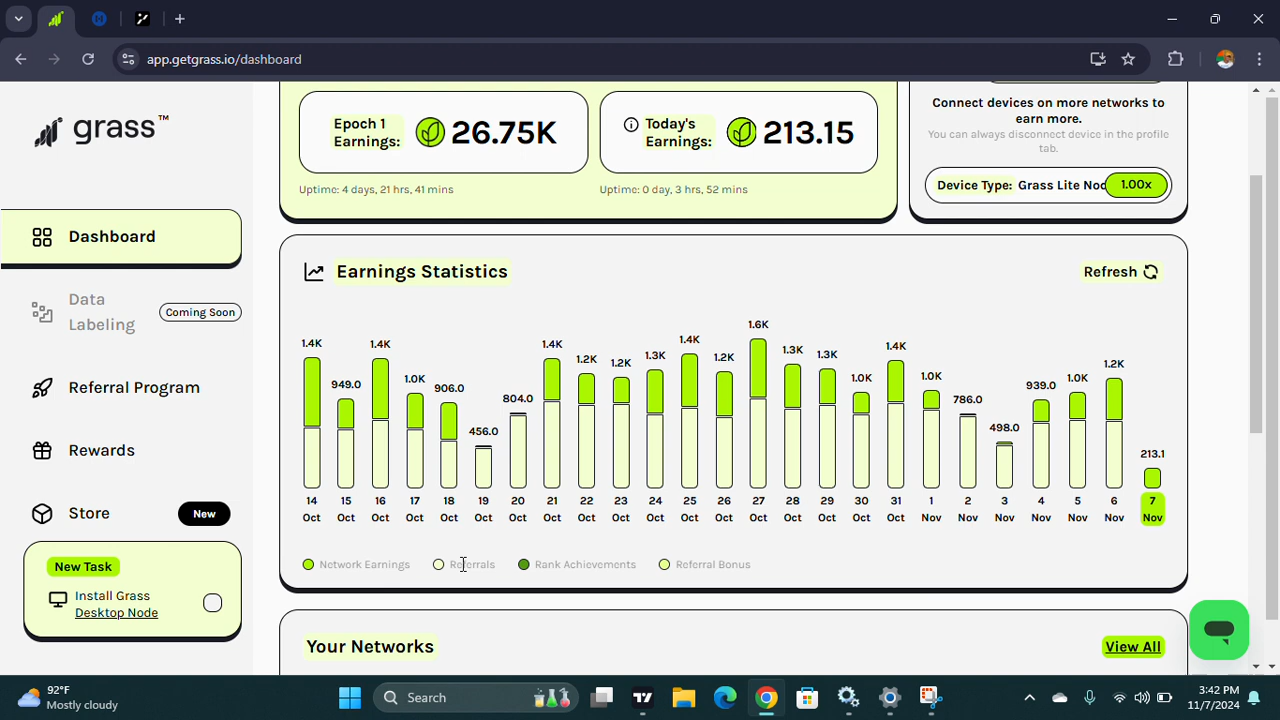 app.getgrass.io/dashboard
grass™
Dashboard
Data
Labeling
Coming Soon
Referral Program
Rewards
Store
New
New Task
Install Grass
Desktop Node
Epoch 1
Earnings:
26.75K
Uptime: 4 days, 21 hrs, 41 mins
Today's
Earnings:
213.15
Uptime: 0 day, 3 hrs, 52 mins
Connect devices on more networks to
earn more.
You can always disconnect device in the profile
tab.
Device Type: Grass Lite 1.00x
Earnings Statistics
Refresh
1.4K 949.0 1.4K 1.0K 906.0 456.0 804.0 1.4K 1.2K 1.2K 1.3K 1.4K 1.2K 1.6K 1.3K 1.3K 1.0K 1.4K 1.0K 786.0 498.0 939.0 1.0K 1.2K 213.1
14 15 16 17 18 19 20 21 22 23 24 25 26 27 28 29 30 31 1 2 3 4 5 6 7
Oct Oct Oct Oct Oct Oct Oct Oct Oct Oct Oct Oct Oct Oct Oct Oct Oct Oct Nov Nov Nov Nov Nov Nov Nov
Network Earnings Referrals Rank Achievements Referral Bonus
Your Networks
View All
92°F
Mostly cloudy
Search
3:42 PM
11/7/2024